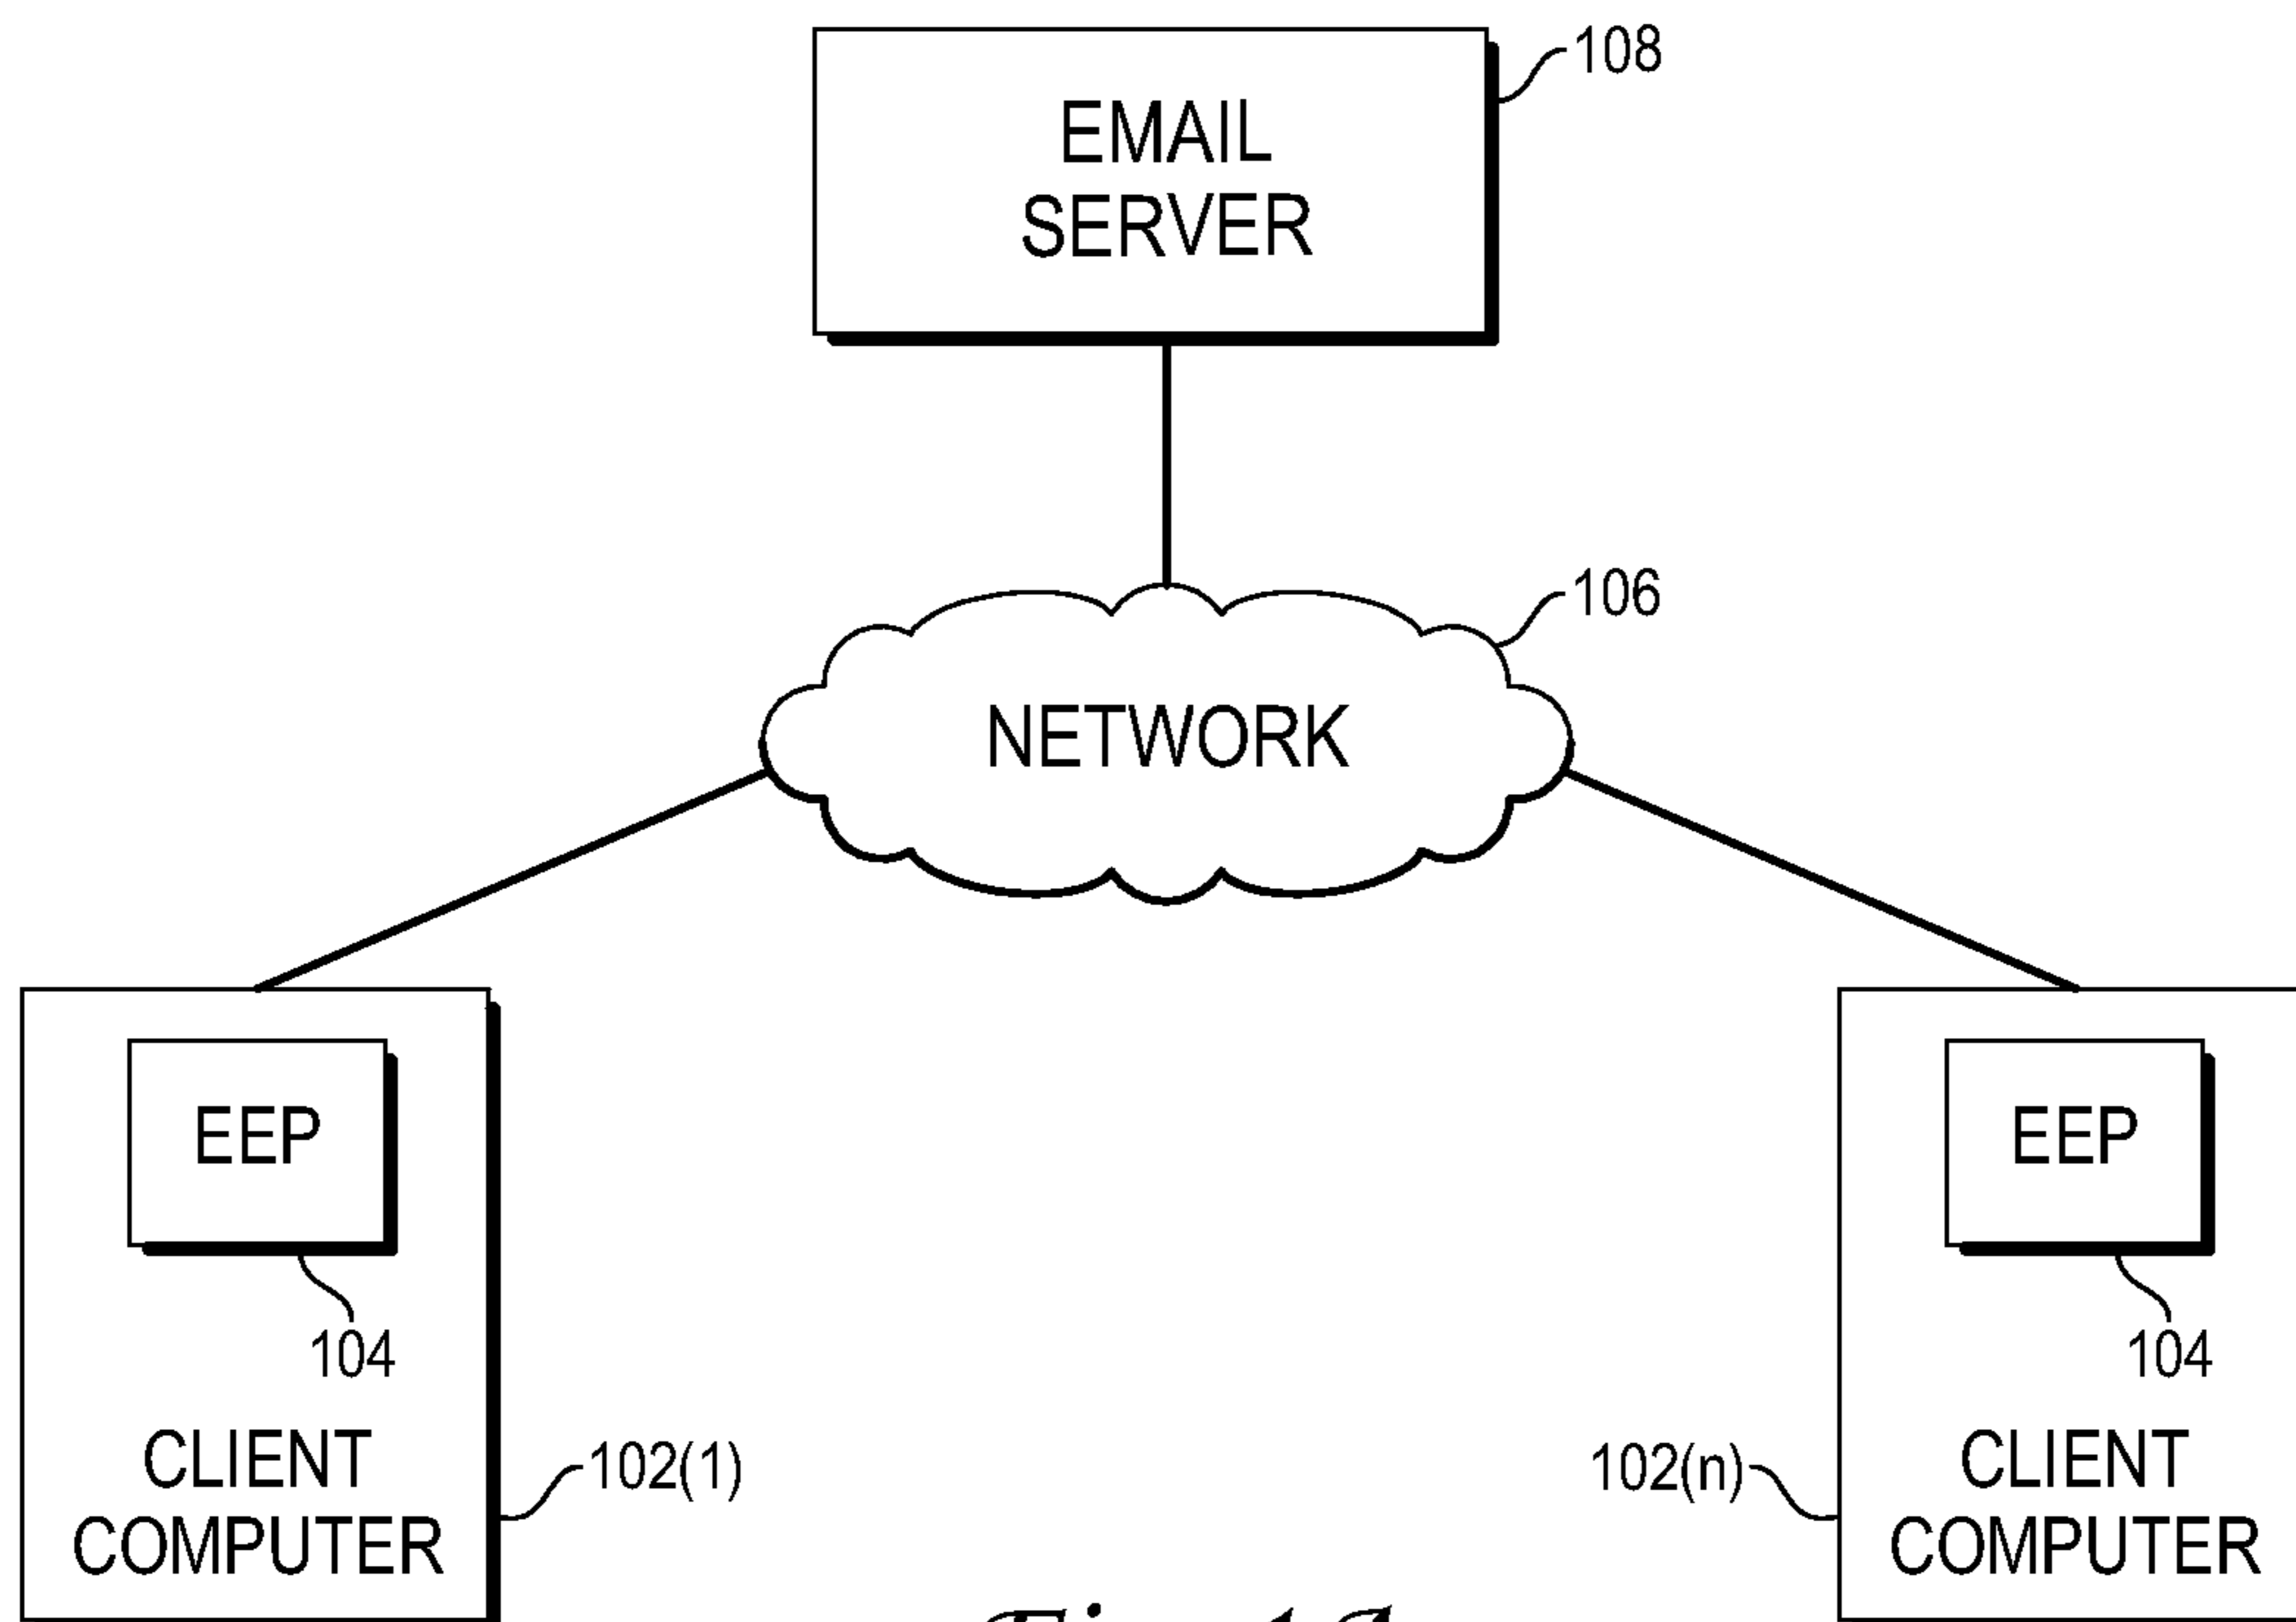 108
EMAIL
SERVER
106
NETWORK
EEP
EEP
104
104
CLIENT
COMPUTER
102(1)
102(n)
CLIENT
COMPUTER